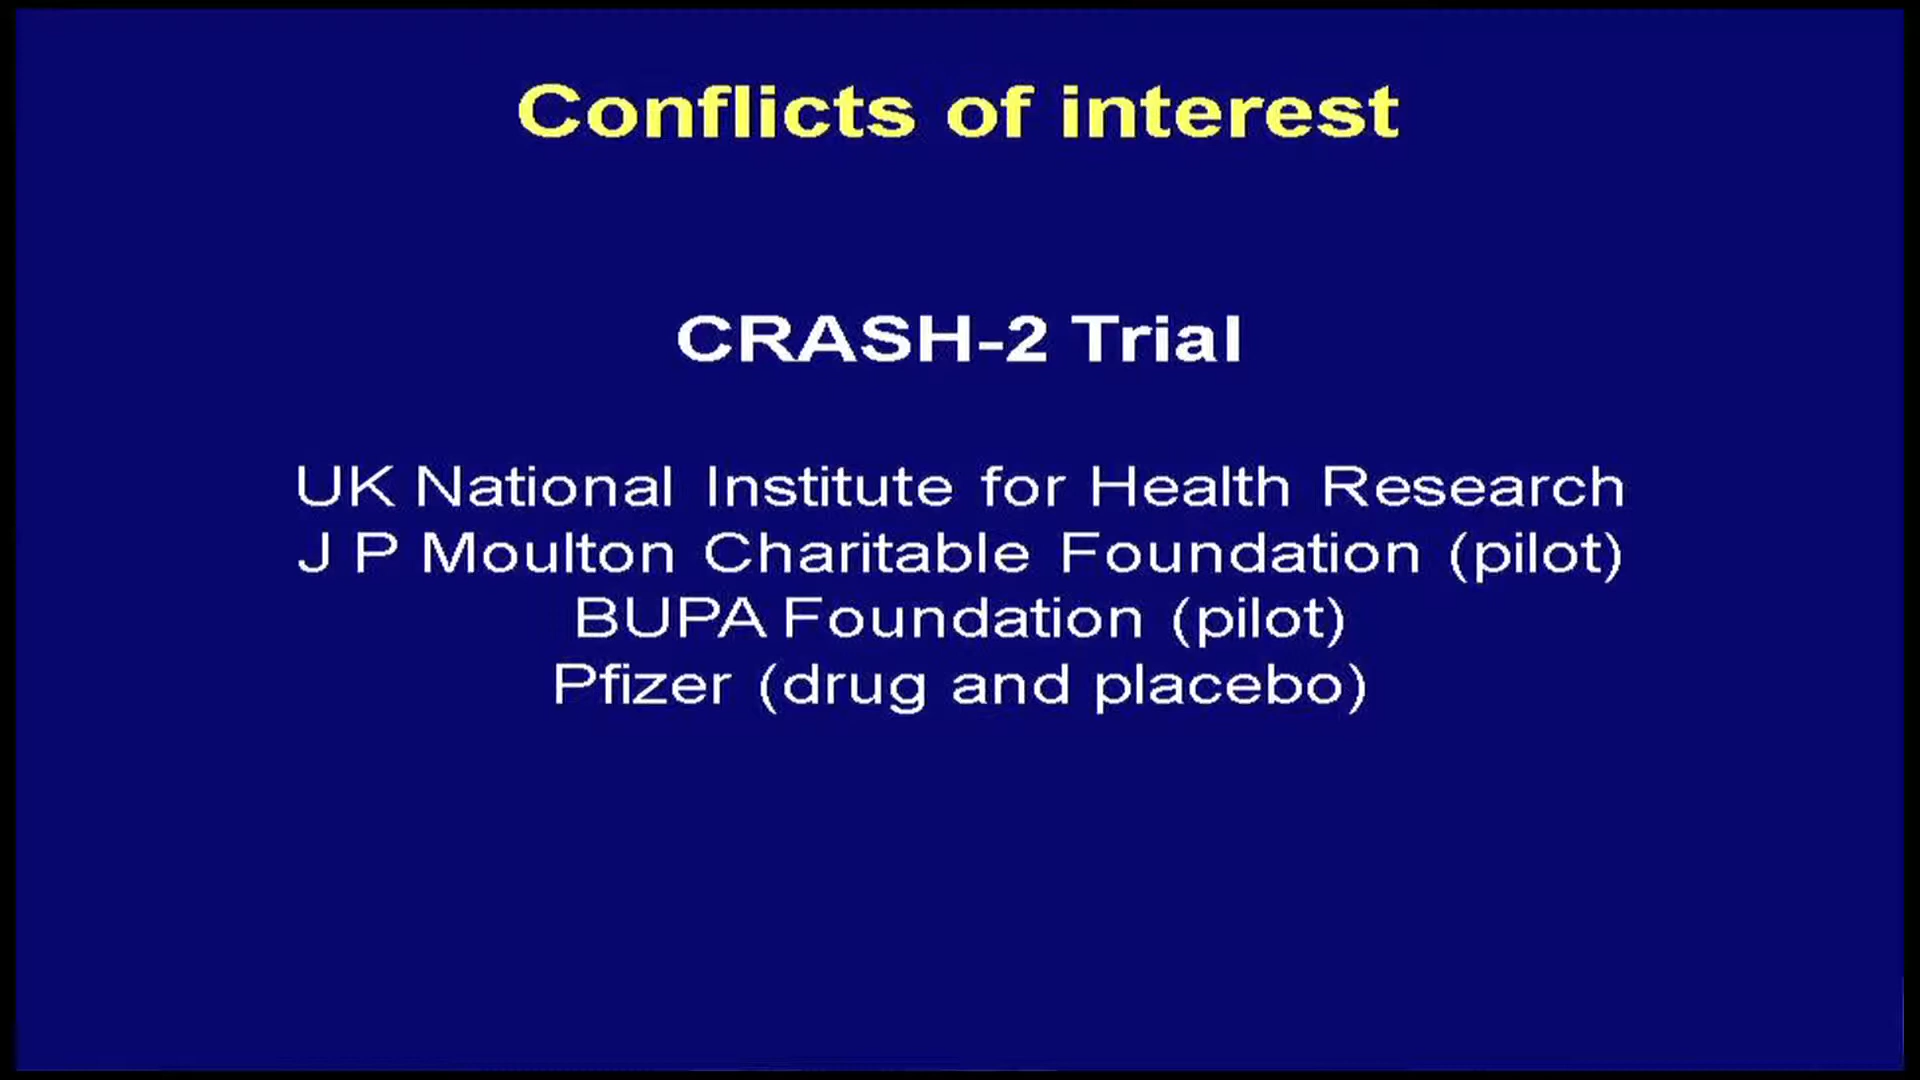 Conflicts of interest
CRASH-2 Trial
UK National Institute for Health Research
J P Moulton Charitable Foundation (pilot)
BUPA Foundation (pilot)
Pfizer (drug and placebo)